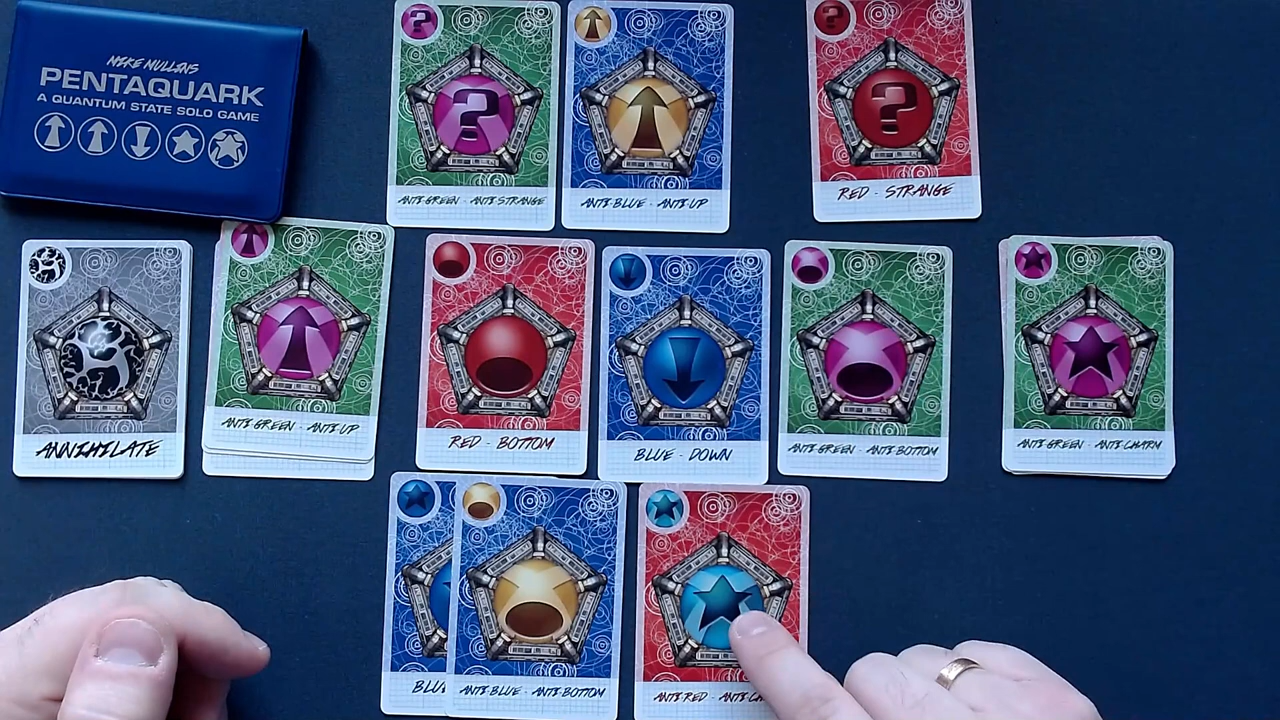 MIKE MULLINS
PENTAQUARK
A QUANTUM STATE SOLO GAME
ANTI-GREEN - ANTI STRANGE
ANTI-BLUE - ANTI-UP
RED - STRANGE
ANNIHILATE
ANTI GREEN - ANTI UP
RED - BOTTOM
BLUE - DOWN
ANTI-GREEN - ANTI-BOTTOM
ANTI GREEN - ANTI CHARM
BLU
ANTI-BLUE - ANTI-BOTTOM
ANTI RED - ANTI